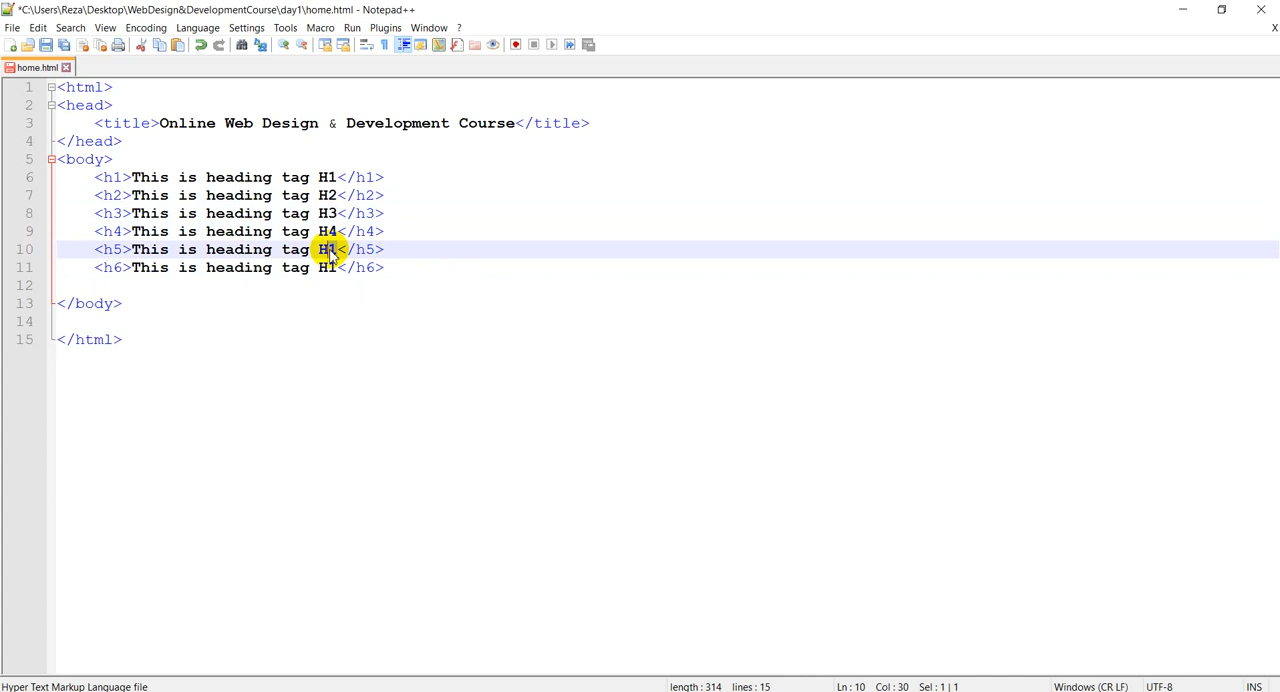 *C:\Users\Reza\Desktop\WebDesign&DevelopmentCourse\day1\home.html - Notepad++
File Edit Search View Encoding Language Settings Tools Macro Run Plugins Window ? X
home.html
1 <html>
2 <head>
3 <title>Online Web Design & Development Course</title>
4 </head>
5 <body>
6 <h1>This is heading tag H1</h1>
7 <h2>This is heading tag H2</h2>
8 <h3>This is heading tag H3</h3>
9 <h4>This is heading tag H4</h4>
10 <h5>This is heading tag H1</h5>
11 <h6>This is heading tag H1</h6>
12
13 </body>
14
15 </html>
Hyper Text Markup Language file length : 314 lines : 15 Ln : 10 Col : 30 Sel : 1 | 1 Windows (CR LF) UTF-8 INS